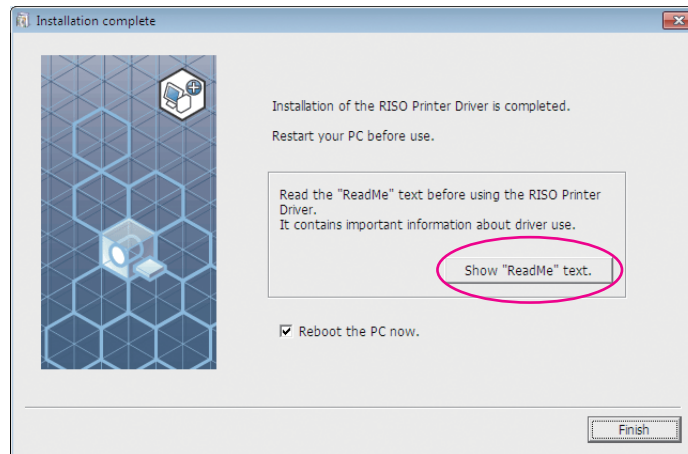 Installation complete
Installation of the RISO Printer Driver is completed.
Restart your PC before use.
Read the "ReadMe" text before using the RISO Printer
Driver.
It contains important information about driver use.
Show "ReadMe" text.
Reboot the PC now.
Finish